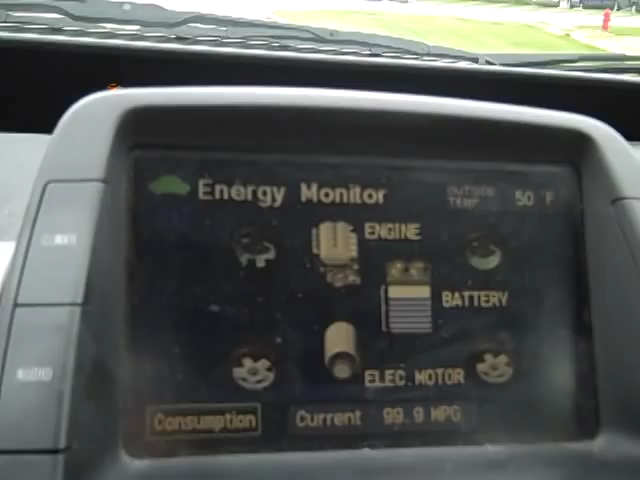 Energy Monitor
OUTSIDE TEMP 50 °F
ENGINE
BATTERY
ELEC. MOTOR
Consumption
Current 99.9 MPG